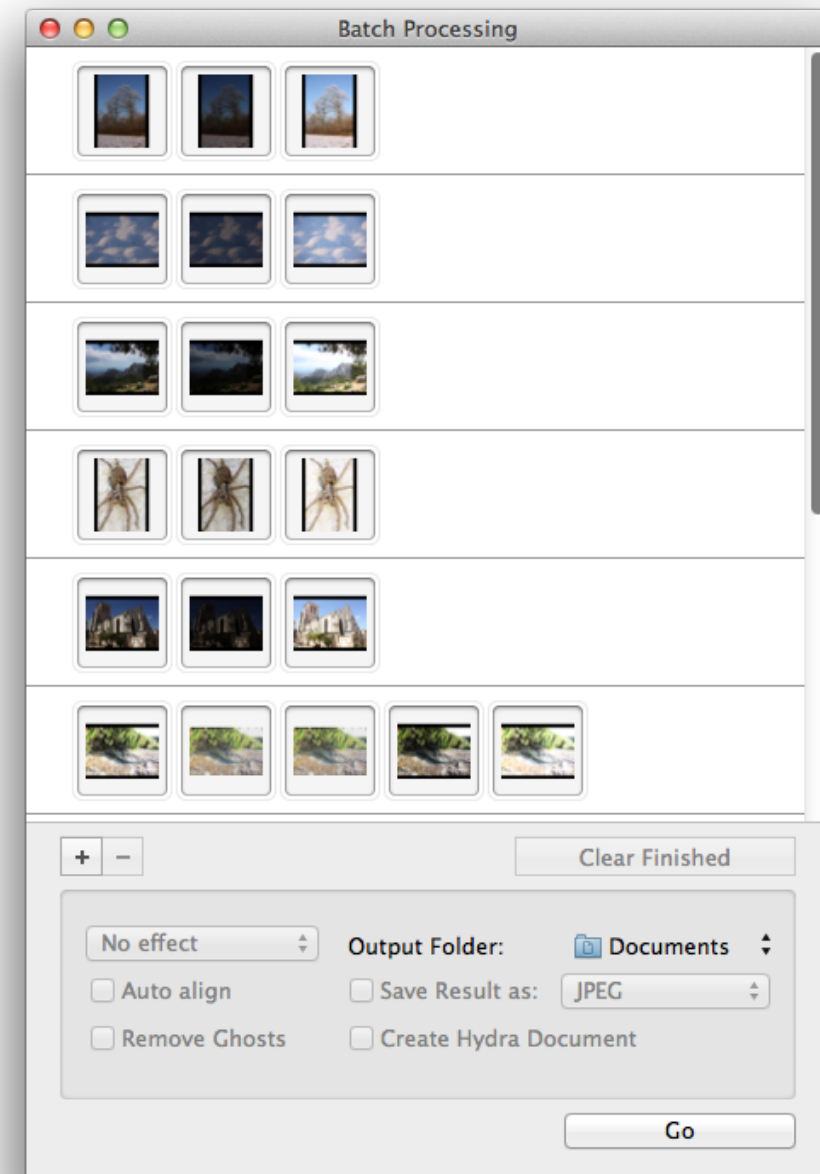 Batch Processing
+ − Clear Finished
No effect Output Folder: Documents
Auto align Save Result as: JPEG
Remove Ghosts Create Hydra Document
Go